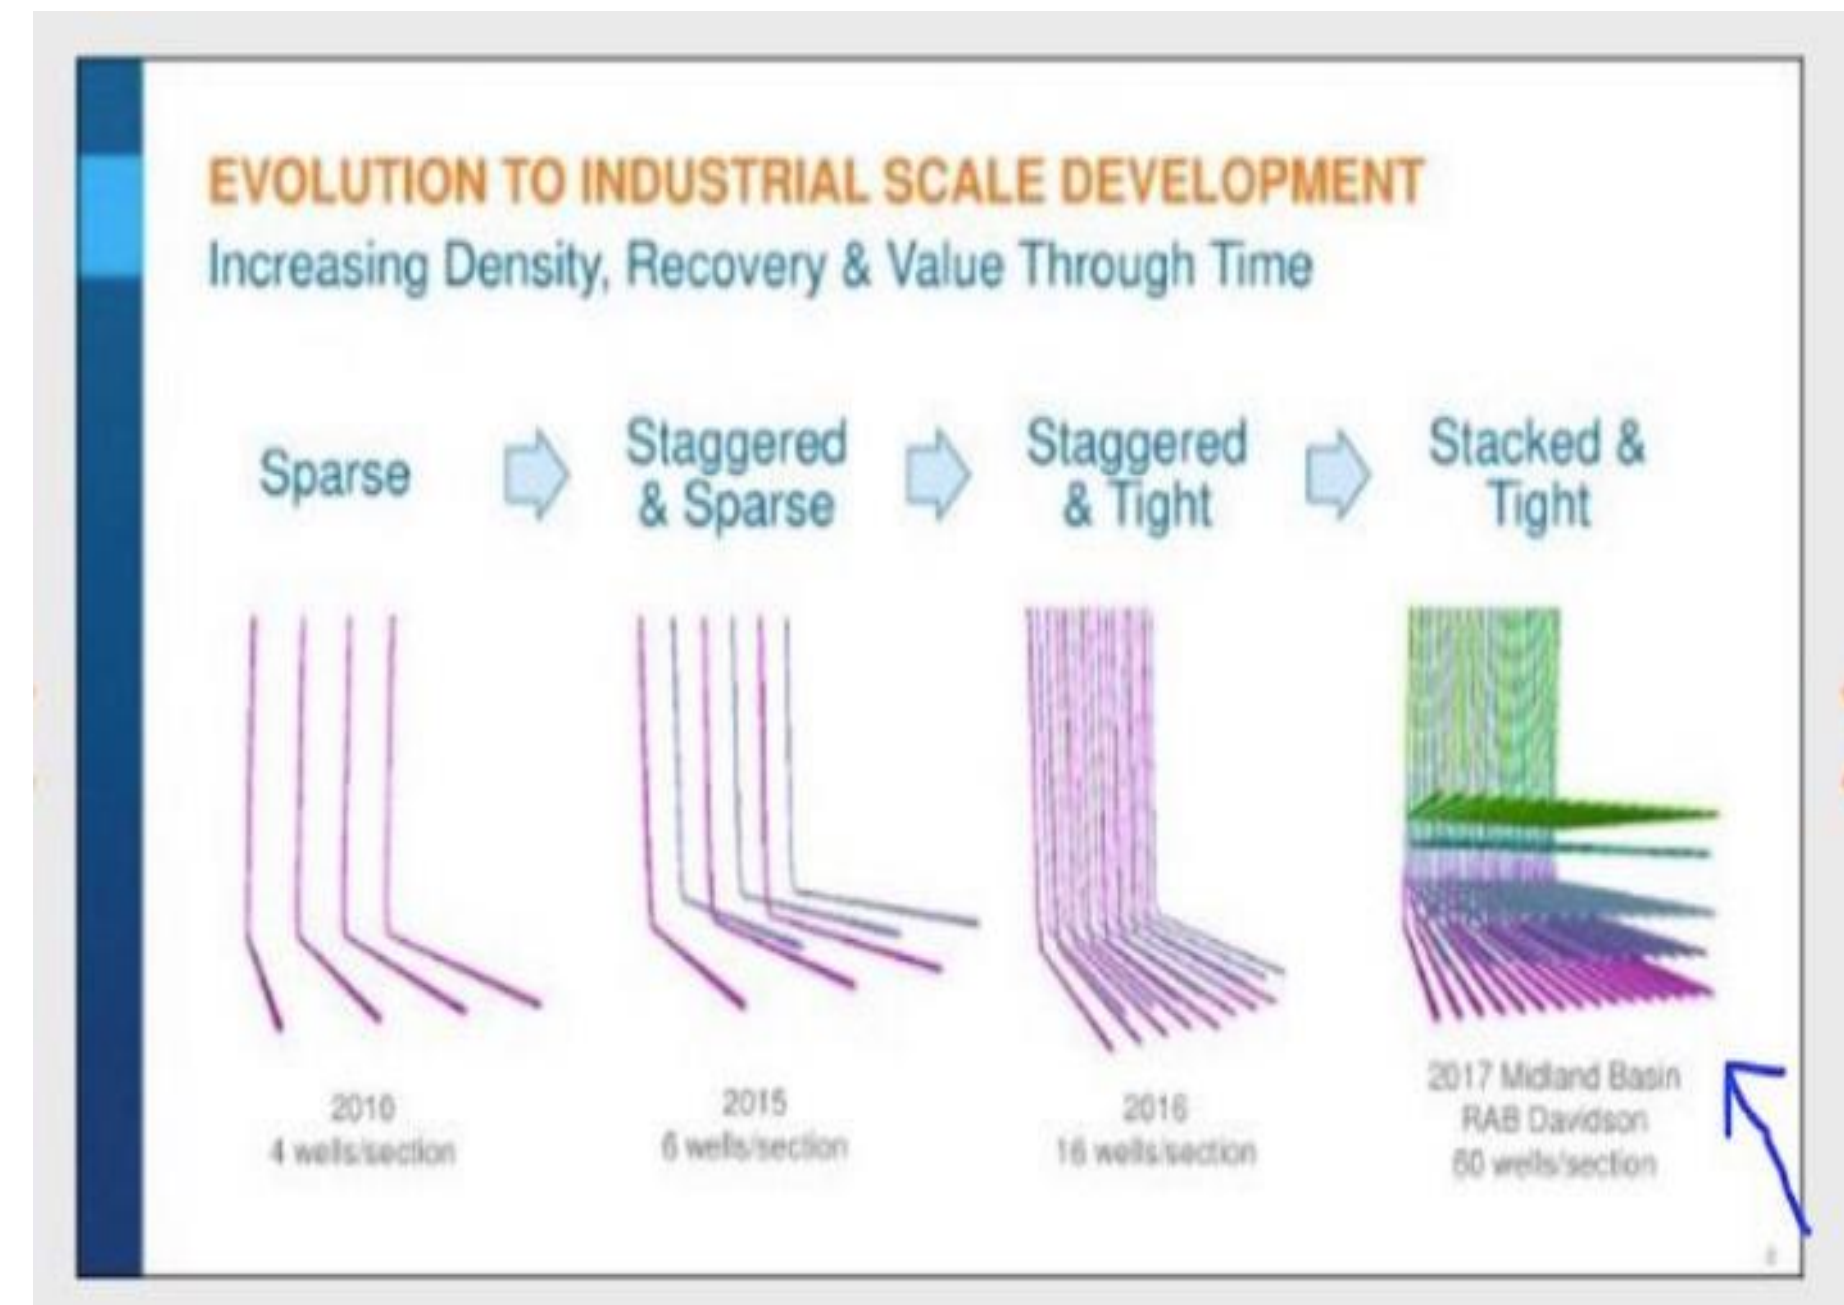 EVOLUTION TO INDUSTRIAL SCALE DEVELOPMENT
Increasing Density, Recovery & Value Through Time
Sparse
Staggered
& Sparse
Staggered
& Tight
Stacked &
Tight
2010
4 wells/section
2015
6 wells/section
2016
16 wells/section
2017 Midland Basin
RAB Davidson
60 wells/section